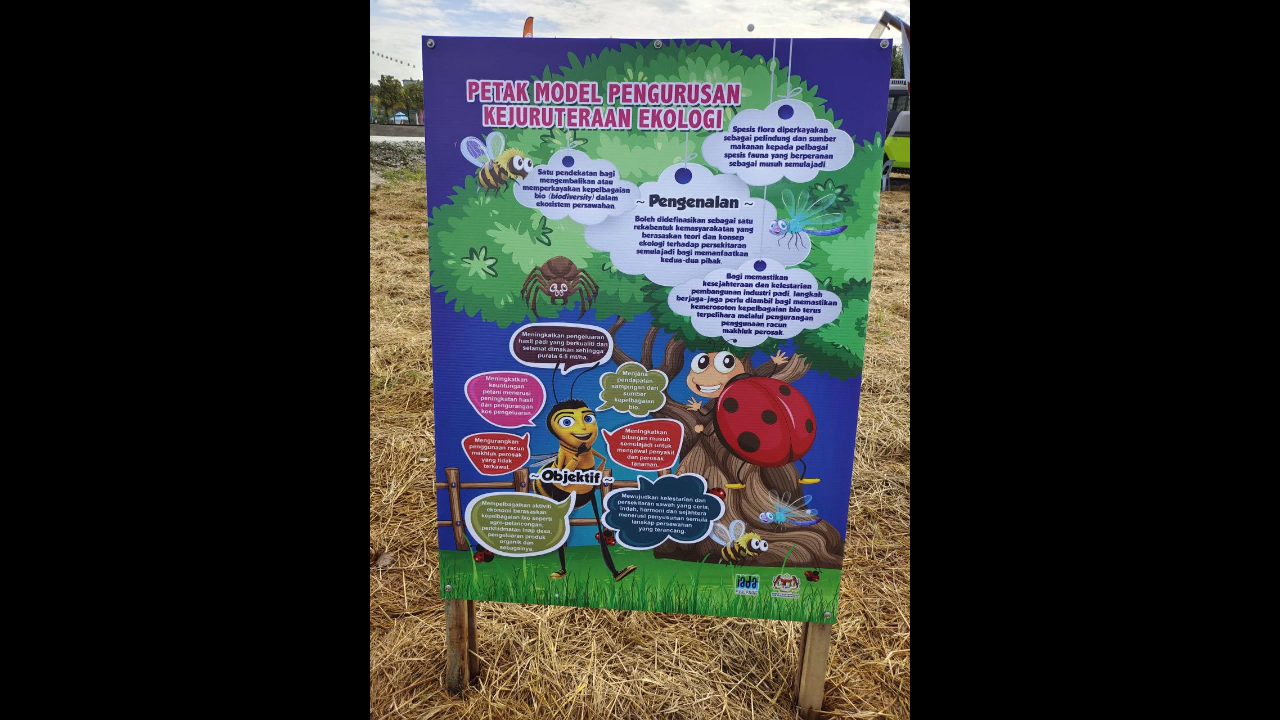 PETAK MODEL PENGURUSAN
KEJURUTERAAN EKOLOGI
Spesis flora diperkayakan
sebagai pelindung dan sumber
makanan kepada pelbagai
spesis fauna yang berperanan
sebagai musuh semulajadi.
Satu pendekatan bagi
mengembalikan atau
memperkayakan kepelbagaian
bio (biodiversity) dalam
ekosistem persawahan.
~ Pengenalan ~
Boleh didefinasikan sebagai satu
rekabentuk kemasyarakatan yang
berasaskan teori dan konsep
ekologi terhadap persekitaran
semulajadi bagi memanfaatkan
kedua-dua pihak.
Bagi memastikan
kesejahteraan dan kelestarian
pembangunan industri padi, langkah
berjaga-jaga perlu diambil bagi memastikan
kemerosoton kepelbagaian bio terus
terpelihara melalui pengurangan
penggunaan racun
makhluk perosak.
Meningkatkan pengeluaran
hasil padi yang berkualiti dan
selamat dimakan sehingga
purata 6.5 mt/ha.
Meningkatkan
keuntungan
petani menerusi
peningkatan hasil
dan pengurangan
kos pengeluaran.
Menjana
pendapatan
sampingan dari
sumber
kepelbagaian
bio.
Mengurangkan
penggunaan racun
makhluk perosak
yang tidak
terkawal.
Meningkatkan
bilangan musuh
semulajadi untuk
mengawal penyakit
dan perosak
tanaman.
~ Objektif ~
Mempelbagaikan aktiviti
ekonomi berasaskan
kepelbagaian bio seperti
agro-pelancongan,
perkhidmatan inap desa,
pengeluaran produk
organik dan
sebagainya.
Mewujudkan kelestarian dan
persekitaran sawah yang ceria,
indah, harmoni dan sejahtera
menerusi penyusunan semula
lanskap persawahan
yang terancang.
iada